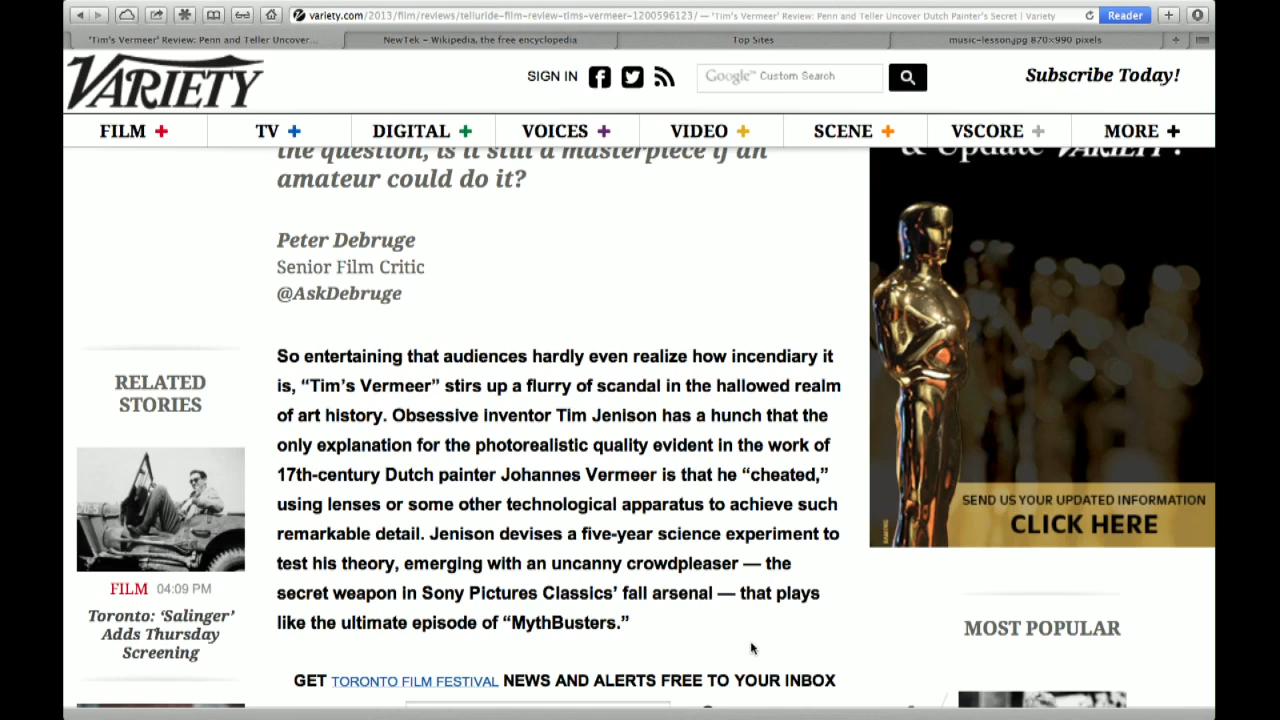 variety.com/2013/film/reviews/telluride-film-review-tims-vermeer-1200596123/ — 'Tim's Vermeer' Review: Penn and Teller Uncover Dutch Painter's Secret | Variety
Reader
'Tim's Vermeer' Review: Penn and Teller Uncover...
NewTek – Wikipedia, the free encyclopedia
Top Sites
music-lesson.jpg 870×990 pixels
VARIETY
SIGN IN
Google™ Custom Search
Subscribe Today!
FILM + TV + DIGITAL + VOICES + VIDEO + SCENE + VSCORE + MORE +
the question, is it still a masterpiece if an
amateur could do it?
Peter Debruge
Senior Film Critic
@AskDebruge
So entertaining that audiences hardly even realize how incendiary it
is, “Tim’s Vermeer” stirs up a flurry of scandal in the hallowed realm
of art history. Obsessive inventor Tim Jenison has a hunch that the
only explanation for the photorealistic quality evident in the work of
17th-century Dutch painter Johannes Vermeer is that he “cheated,”
using lenses or some other technological apparatus to achieve such
remarkable detail. Jenison devises a five-year science experiment to
test his theory, emerging with an uncanny crowdpleaser — the
secret weapon in Sony Pictures Classics’ fall arsenal — that plays
like the ultimate episode of “MythBusters.”
GET TORONTO FILM FESTIVAL NEWS AND ALERTS FREE TO YOUR INBOX
RELATED
STORIES
FILM 04:09 PM
Toronto: ‘Salinger’
Adds Thursday
Screening
& Update VARIETY?
SEND US YOUR UPDATED INFORMATION
CLICK HERE
MOST POPULAR